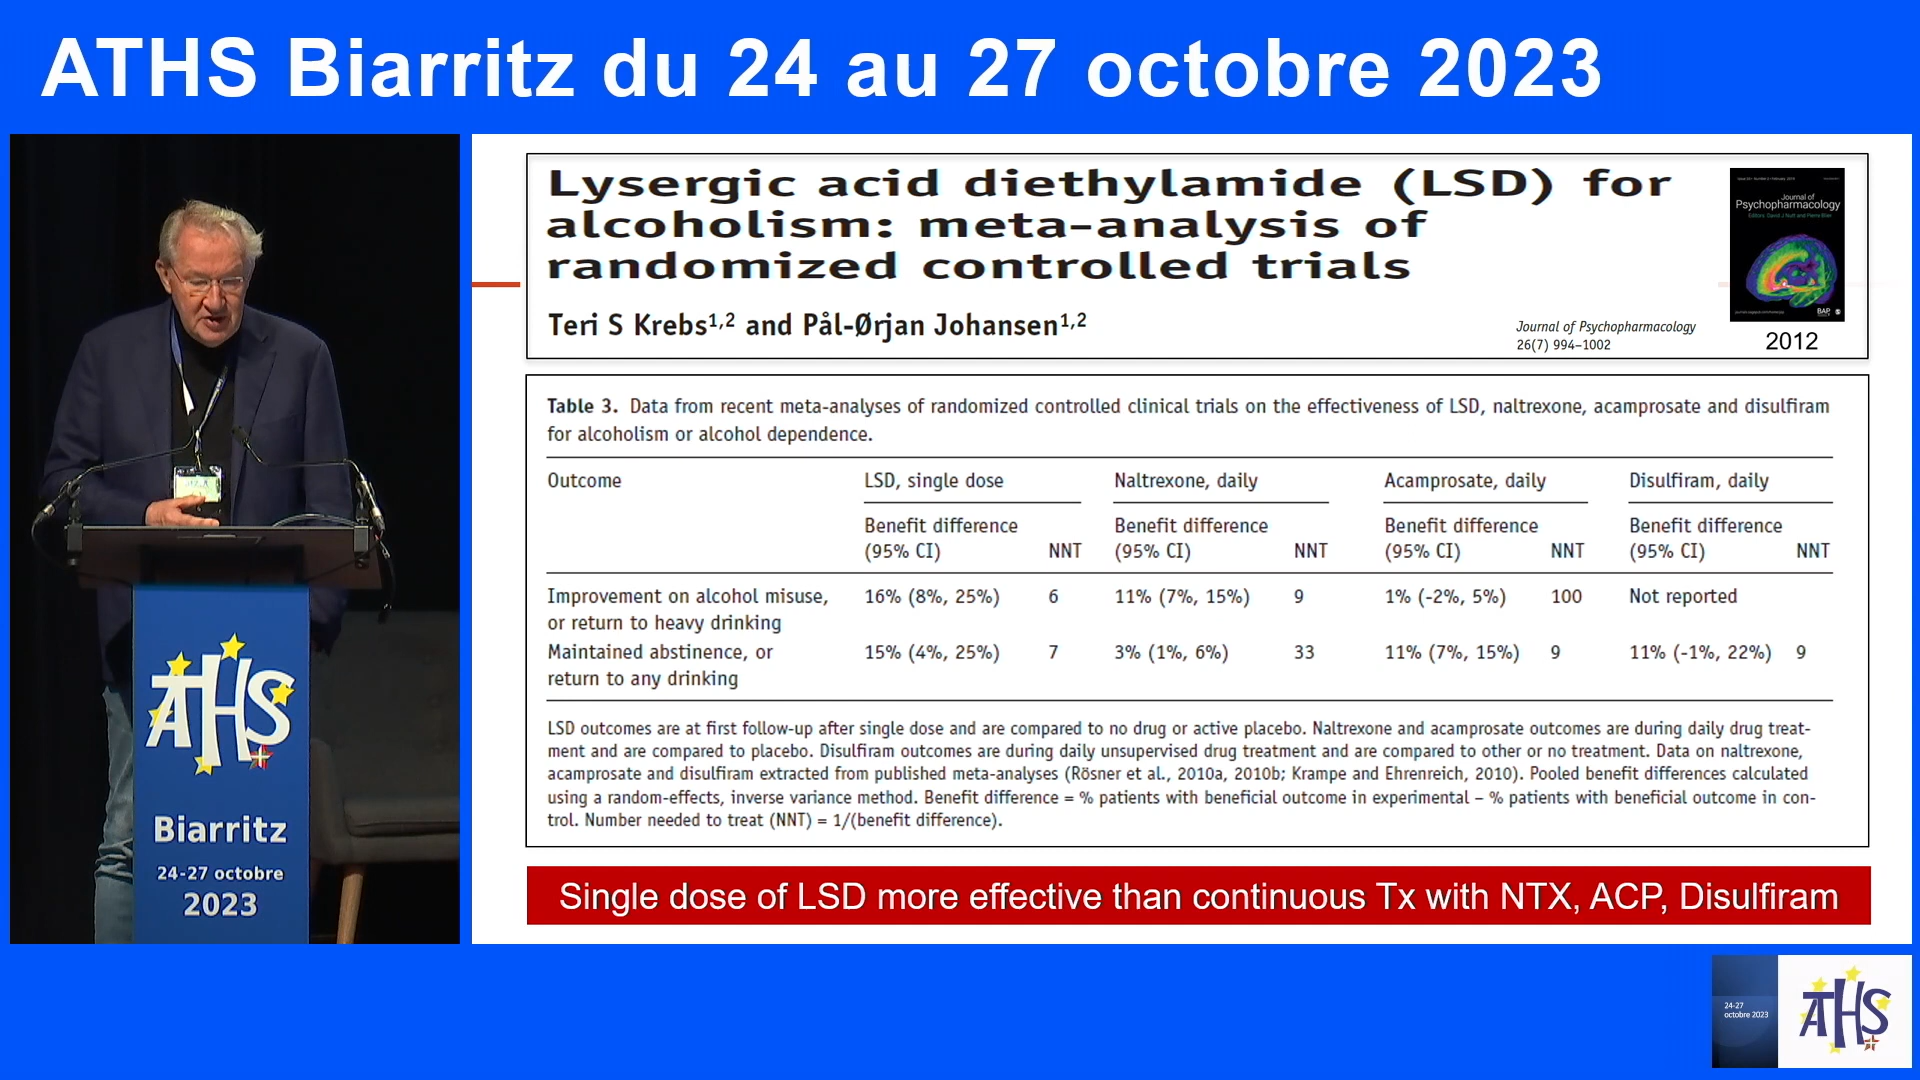 ATHS Biarritz du 24 au 27 octobre 2023
Lysergic acid diethylamide (LSD) for
alcoholism: meta-analysis of
randomized controlled trials
Teri S Krebs1,2 and Pål-Ørjan Johansen1,2
Journal of Psychopharmacology
26(7) 994–1002
Journal of
Psychopharmacology
BAP
2012
Table 3. Data from recent meta-analyses of randomized controlled clinical trials on the effectiveness of LSD, naltrexone, acamprosate and disulfiram
for alcoholism or alcohol dependence.
Outcome LSD, single dose Naltrexone, daily Acamprosate, daily Disulfiram, daily
Benefit difference Benefit difference Benefit difference Benefit difference
(95% CI) NNT (95% CI) NNT (95% CI) NNT (95% CI) NNT
Improvement on alcohol misuse, 16% (8%, 25%) 6 11% (7%, 15%) 9 1% (-2%, 5%) 100 Not reported
or return to heavy drinking
Maintained abstinence, or 15% (4%, 25%) 7 3% (1%, 6%) 33 11% (7%, 15%) 9 11% (-1%, 22%) 9
return to any drinking
LSD outcomes are at first follow-up after single dose and are compared to no drug or active placebo. Naltrexone and acamprosate outcomes are during daily drug treat-
ment and are compared to placebo. Disulfiram outcomes are during daily unsupervised drug treatment and are compared to other or no treatment. Data on naltrexone,
acamprosate and disulfiram extracted from published meta-analyses (Rösner et al., 2010a, 2010b; Krampe and Ehrenreich, 2010). Pooled benefit differences calculated
using a random-effects, inverse variance method. Benefit difference = % patients with beneficial outcome in experimental – % patients with beneficial outcome in con-
trol. Number needed to treat (NNT) = 1/(benefit difference).
Single dose of LSD more effective than continuous Tx with NTX, ACP, Disulfiram
ATHS
Biarritz
24-27 octobre
2023
24-27
octobre 2023
ATHS